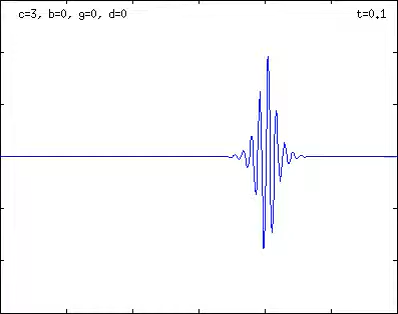 c=3, b=0, g=0, d=0 t=0.1